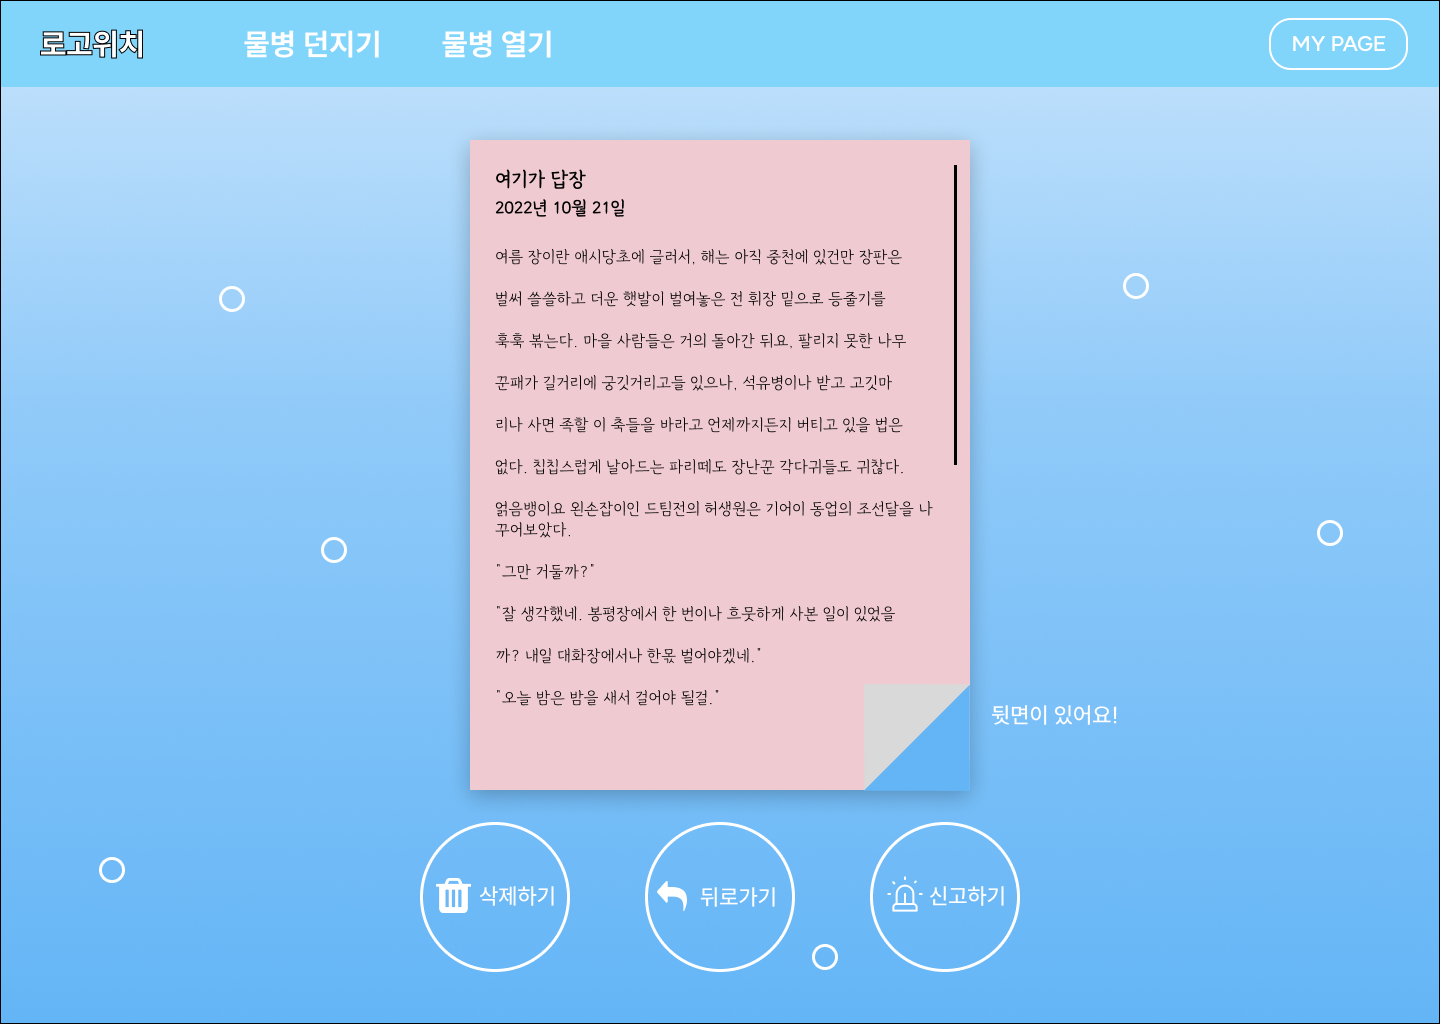 로고위치
물병 던지기
물병 열기
MY PAGE
여기가 답장
2022년 10월 21일
여름 장이란 애시당초에 글러서, 해는 아직 중천에 있건만 장판은
벌써 쓸쓸하고 더운 햇발이 벌여놓은 전 휘장 밑으로 등줄기를
훅훅 볶는다. 마을 사람들은 거의 돌아간 뒤요, 팔리지 못한 나무
꾼패가 길거리에 궁깃거리고들 있으나, 석유병이나 받고 고깃마
리나 사면 족할 이 축들을 바라고 언제까지든지 버티고 있을 법은
없다. 칩칩스럽게 날아드는 파리떼도 장난꾼 각다귀들도 귀찮다.
얽음뱅이요 왼손잡이인 드팀전의 허생원은 기어이 동업의 조선달을 나
꾸어보았다.
"그만 거둘까?"
"잘 생각했네. 봉평장에서 한 번이나 흐뭇하게 사본 일이 있었을
까? 내일 대화장에서나 한몫 벌어야겠네."
"오늘 밤은 밤을 새서 걸어야 될걸."
뒷면이 있어요!
삭제하기
뒤로가기
신고하기